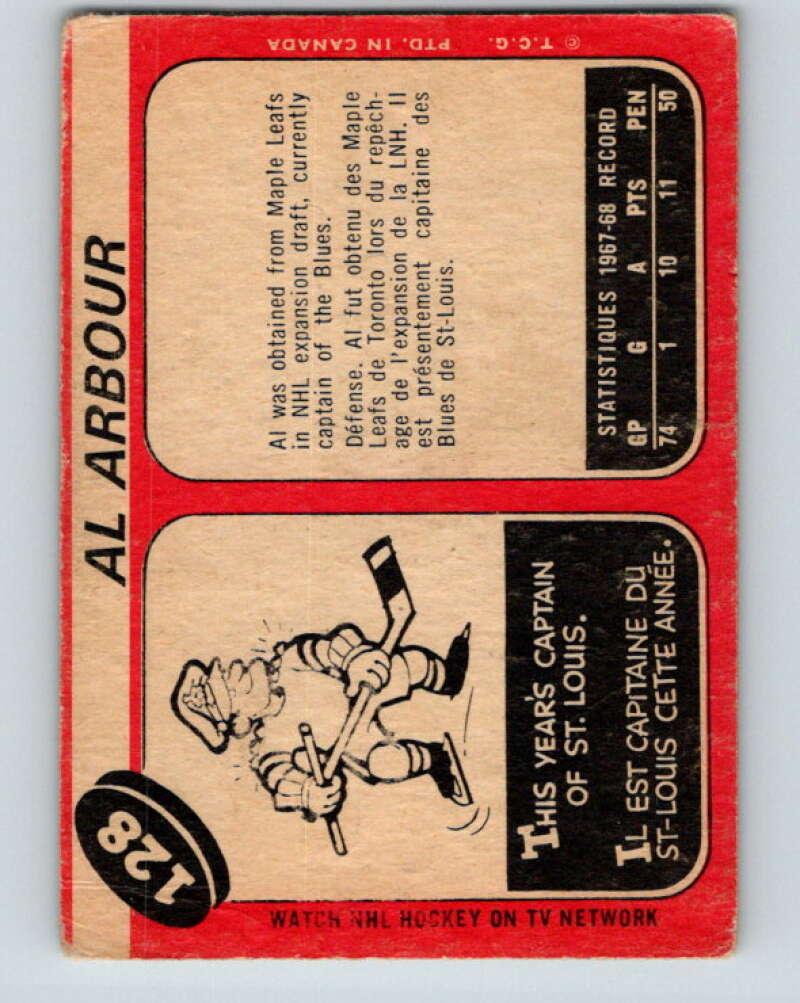 128
AL ARBOUR
THIS YEAR'S CAPTAIN
OF ST. LOUIS.
IL EST CAPITAINE DU
ST-LOUIS CETTE ANNÉE.
Al was obtained from Maple Leafs
in NHL expansion draft, currently
captain of the Blues.
Défense. Al fut obtenu des Maple
Leafs de Toronto lors du repêch-
age de l'expansion de la LNH. Il
est présentement capitaine des
Blues de St-Louis.
STATISTIQUES 1967-68 RECORD
GP G A PTS PEN
74 1 10 11 50
WATCH NHL HOCKEY ON TV NETWORK
© T.C.G. PTD. IN CANADA